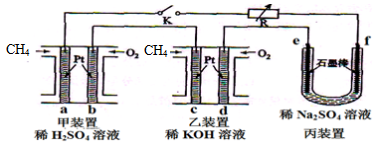 K R
e f
CH4 O2 CH4 O2
Pt Pt 石墨棒
a b c d
甲装置 乙装置 稀 Na2SO4 溶液
稀 H2SO4 溶液 稀 KOH 溶液 丙装置